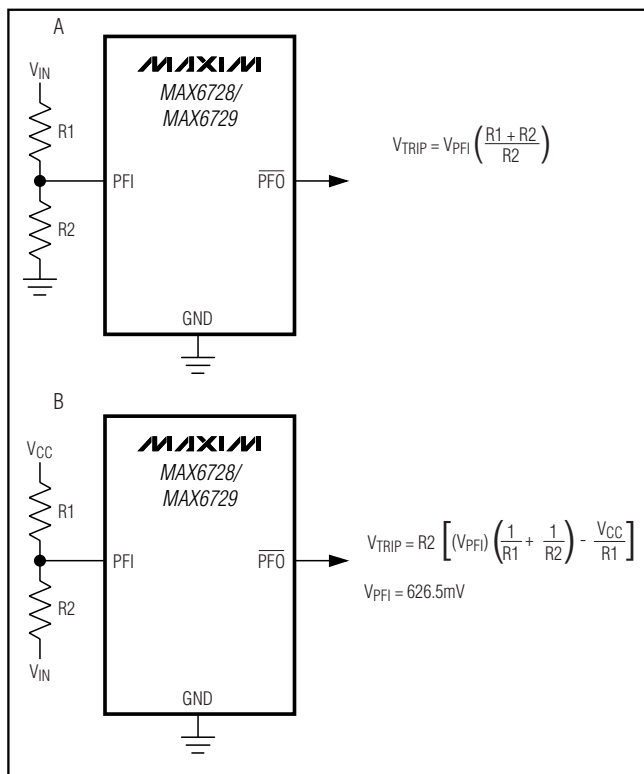 A
VIN
R1
R2
MAXIM
MAX6728/
MAX6729
PFI
PFO
GND
VTRIP = VPFI ( R1 + R2 / R2 )
B
VCC
R1
R2
VIN
MAXIM
MAX6728/
MAX6729
PFI
PFO
GND
VTRIP = R2 [ (VPFI) ( 1/R1 + 1/R2 ) - VCC/R1 ]
VPFI = 626.5mV